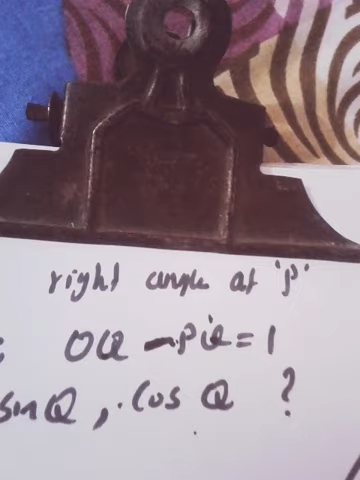 right angle at 'P'
: OQ - PQ = 1
sin Q, cos Q ?